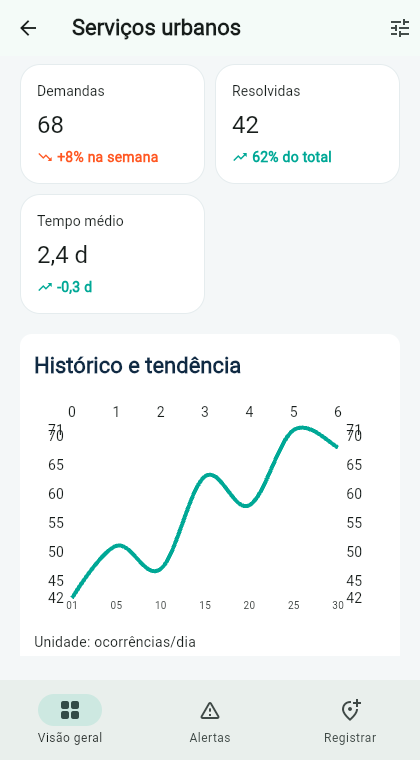 Serviços urbanos
Demandas
68
+8% na semana
Resolvidas
42
62% do total
Tempo médio
2,4 d
-0,3 d
Histórico e tendência
0 1 2 3 4 5 6
71 71
70 70
65 65
60 60
55 55
50 50
45 45
42 42
01 05 10 15 20 25 30
Unidade: ocorrências/dia
Visão geral Alertas Registrar